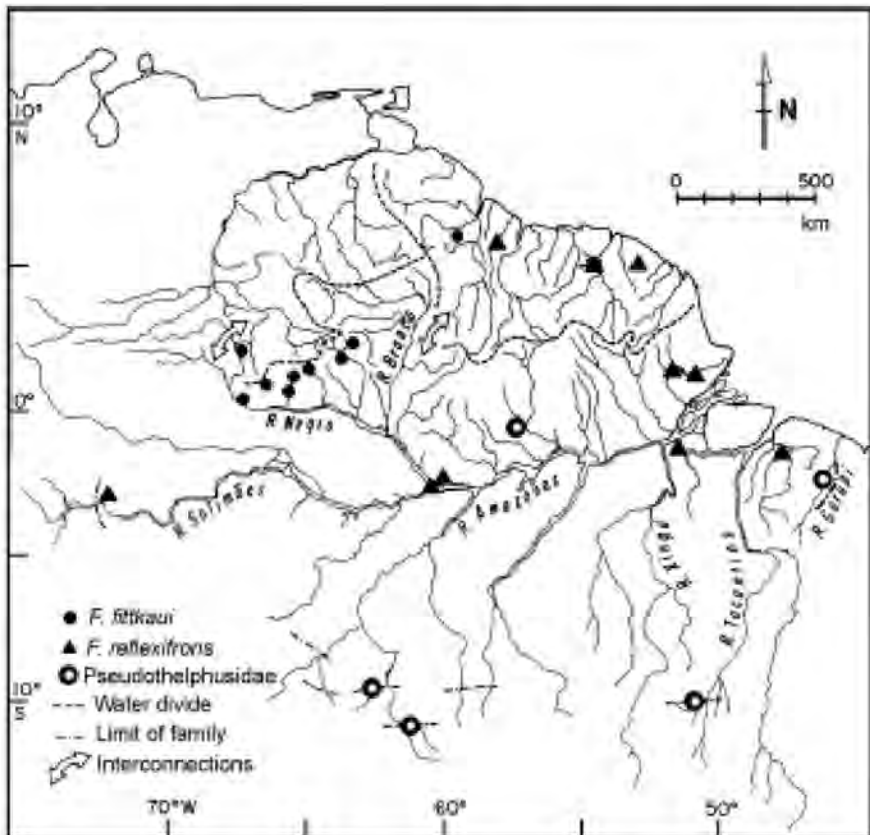 10°
N
N
0 500
km
R. Branco
0°
R. Negro
R. Solimões
R. Amazonas
R. Xingu
R. Tocantins
R. Gurupi
F. fittkaui
F. reflexifrons
Pseudothelphusidae
Water divide
Limit of family
Interconnections
10°
S
70°W 60° 50°